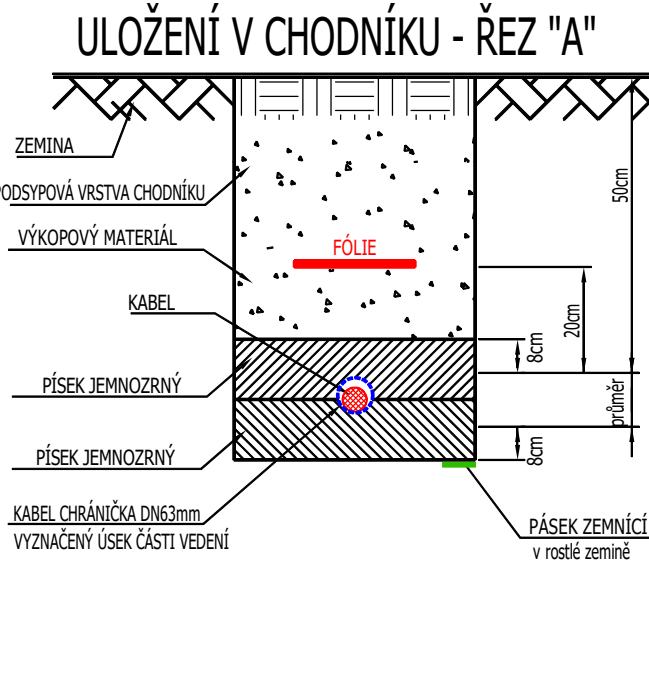 ULOŽENÍ V CHODNÍKU - ŘEZ "A"
ZEMINA
PODSYPOVÁ VRSTVA CHODNÍKU
VÝKOPOVÝ MATERIÁL
FÓLIE
KABEL
50cm
20cm
8cm
PÍSEK JEMNOZRNÝ
průměr
PÍSEK JEMNOZRNÝ
8cm
KABEL CHRÁNIČKA DN63mm
VYZNAČENÝ ÚSEK ČÁSTI VEDENÍ
PÁSEK ZEMNÍCÍ
v rostlé zemině